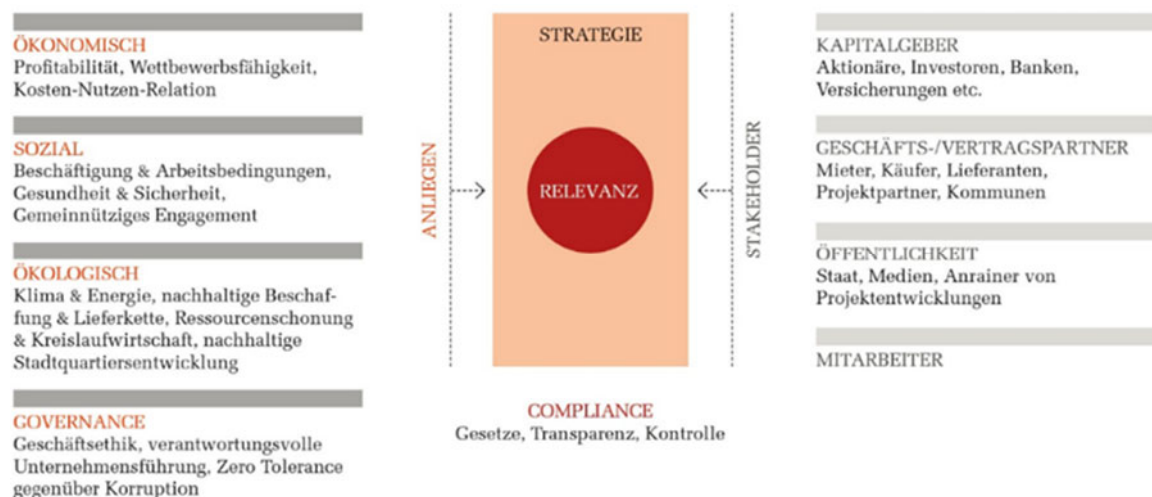 ÖKONOMISCH
Profitabilität, Wettbewerbsfähigkeit,
Kosten-Nutzen-Relation
SOZIAL
Beschäftigung & Arbeitsbedingungen,
Gesundheit & Sicherheit,
Gemeinnütziges Engagement
ÖKOLOGISCH
Klima & Energie, nachhaltige Beschaf-
fung & Lieferkette, Ressourcenschonung
& Kreislaufwirtschaft, nachhaltige
Stadtquartiersentwicklung
GOVERNANCE
Geschäftsethik, verantwortungsvolle
Unternehmensführung, Zero Tolerance
gegenüber Korruption
ANLIEGEN
STRATEGIE
RELEVANZ
STAKEHOLDER
COMPLIANCE
Gesetze, Transparenz, Kontrolle
KAPITALGEBER
Aktionäre, Investoren, Banken,
Versicherungen etc.
GESCHÄFTS-/VERTRAGSPARTNER
Mieter, Käufer, Lieferanten,
Projektpartner, Kommunen
ÖFFENTLICHKEIT
Staat, Medien, Anrainer von
Projektentwicklungen
MITARBEITER